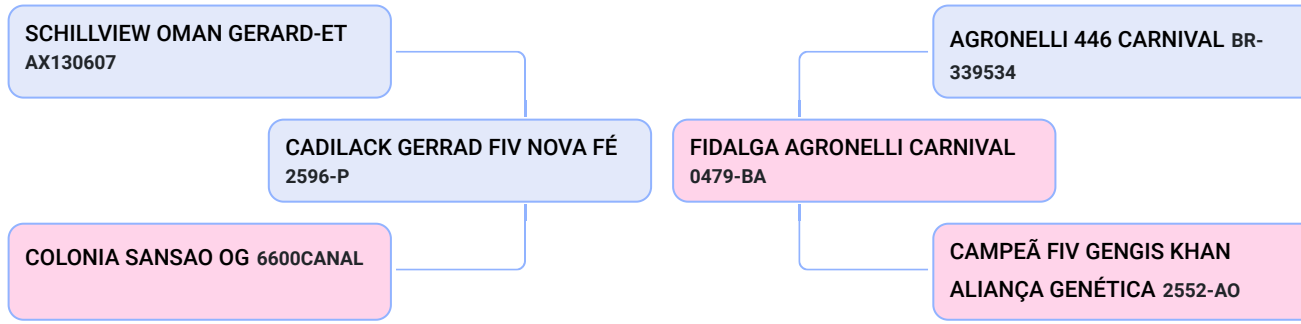 SCHILLVIEW OMAN GERARD-ET
AX130607
AGRONELLI 446 CARNIVAL BR-
339534
CADILACK GERRAD FIV NOVA FÉ
2596-P
FIDALGA AGRONELLI CARNIVAL
0479-BA
COLONIA SANSAO OG 6600CANAL
CAMPEÃ FIV GENGIS KHAN
ALIANÇA GENÉTICA 2552-AO